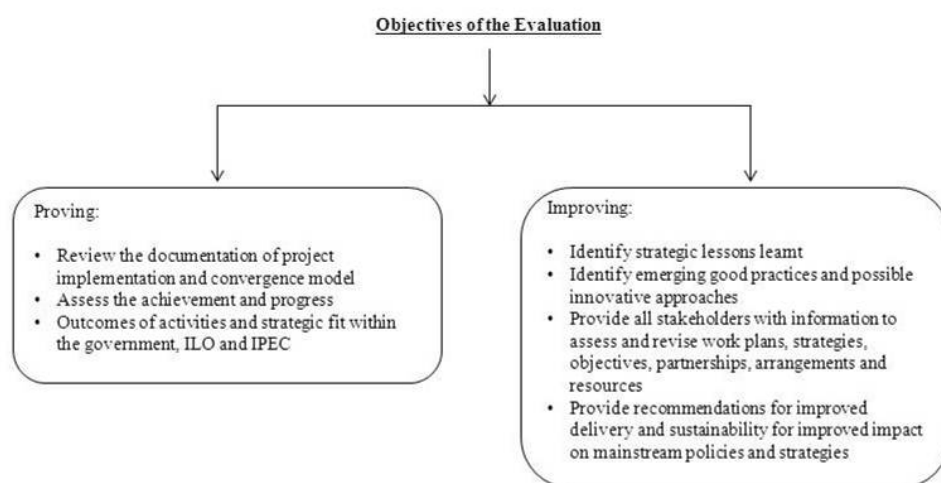 Objectives of the Evaluation
Proving:
• Review the documentation of project
implementation and convergence model
• Assess the achievement and progress
• Outcomes of activities and strategic fit within
the government, ILO and IPEC
Improving:
• Identify strategic lessons learnt
• Identify emerging good practices and possible
innovative approaches
• Provide all stakeholders with information to
assess and revise work plans, strategies,
objectives, partnerships, arrangements and
resources
• Provide recommendations for improved
delivery and sustainability for improved impact
on mainstream policies and strategies